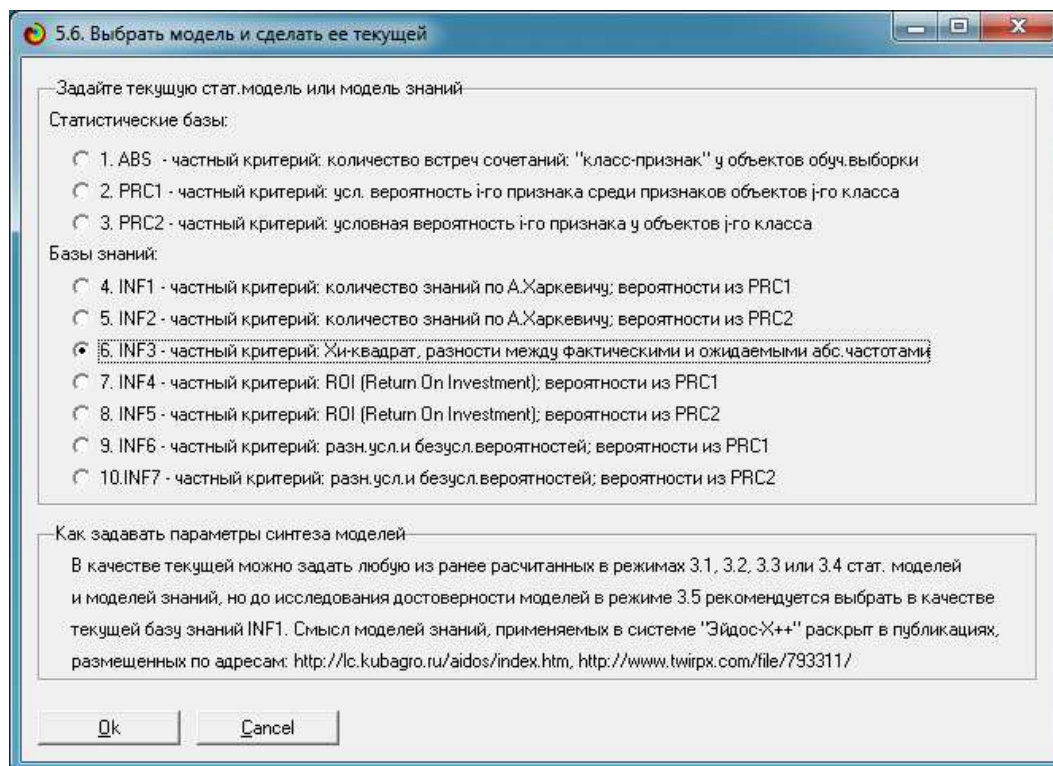 5.6. Выбрать модель и сделать ее текущей
Задайте текущую стат.модель или модель знаний
Статистические базы:
1. ABS - частный критерий: количество встреч сочетаний: "класс-признак" у объектов обуч.выборки
2. PRC1 - частный критерий: усл. вероятность i-го признака среди признаков объектов j-го класса
3. PRC2 - частный критерий: условная вероятность i-го признака у объектов j-го класса
Базы знаний:
4. INF1 - частный критерий: количество знаний по А.Харкевичу; вероятности из PRC1
5. INF2 - частный критерий: количество знаний по А.Харкевичу; вероятности из PRC2
6. INF3 - частный критерий: Хи-квадрат, разности между фактическими и ожидаемыми абс.частотами
7. INF4 - частный критерий: ROI (Return On Investment); вероятности из PRC1
8. INF5 - частный критерий: ROI (Return On Investment); вероятности из PRC2
9. INF6 - частный критерий: разн.усл.и безусл.вероятностей; вероятности из PRC1
10.INF7 - частный критерий: разн.усл.и безусл.вероятностей; вероятности из PRC2
Как задавать параметры синтеза моделей
В качестве текущей можно задать любую из ранее расчитанных в режимах 3.1, 3.2, 3.3 или 3.4 стат. моделей
и моделей знаний, но до исследования достоверности моделей в режиме 3.5 рекомендуется выбрать в качестве
текущей базу знаний INF1. Смысл моделей знаний, применяемых в системе "Эйдос-Х++" раскрыт в публикациях,
размещенных по адресам: http://lc.kubagro.ru/aidos/index.htm, http://www.twirpx.com/file/793311/
Ok Cancel